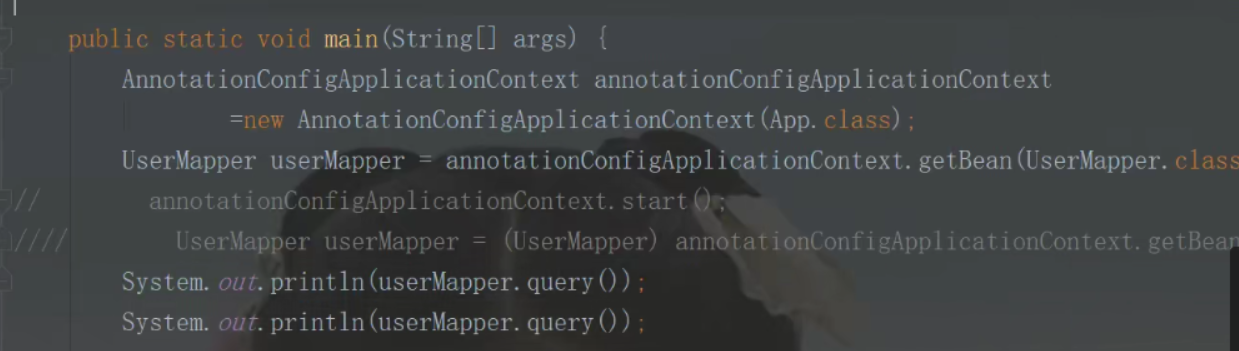 public static void main(String[] args) {
AnnotationConfigApplicationContext annotationConfigApplicationContext
=new AnnotationConfigApplicationContext(App.class);
UserMapper userMapper = annotationConfigApplicationContext.getBean(UserMapper.class
// annotationConfigApplicationContext.start();
//// UserMapper userMapper = (UserMapper) annotationConfigApplicationContext.getBean
System.out.println(userMapper.query());
System.out.println(userMapper.query());